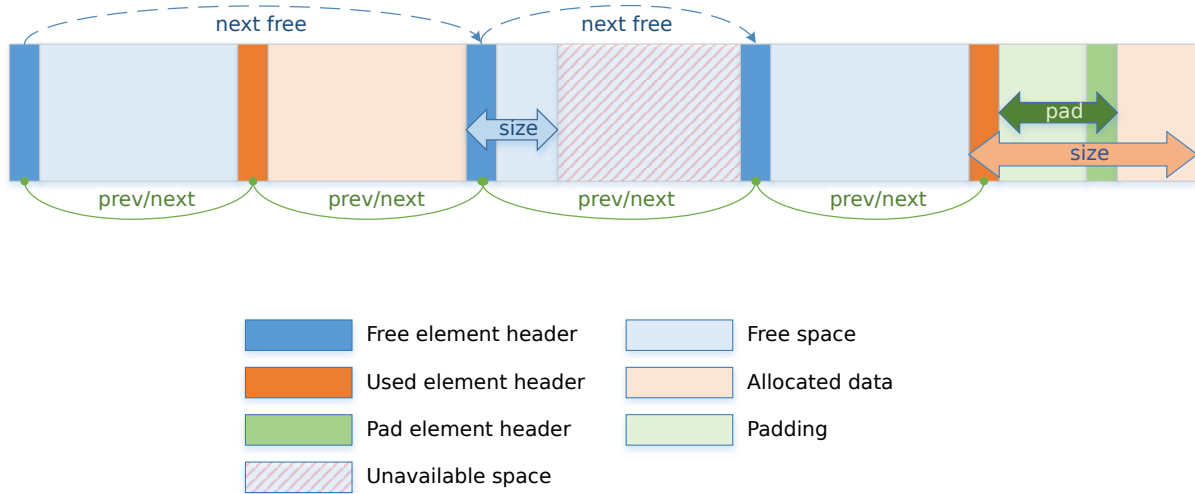 next free
next free
size
pad
size
prev/next
prev/next
prev/next
prev/next
Free element header
Free space
Used element header
Allocated data
Pad element header
Padding
Unavailable space